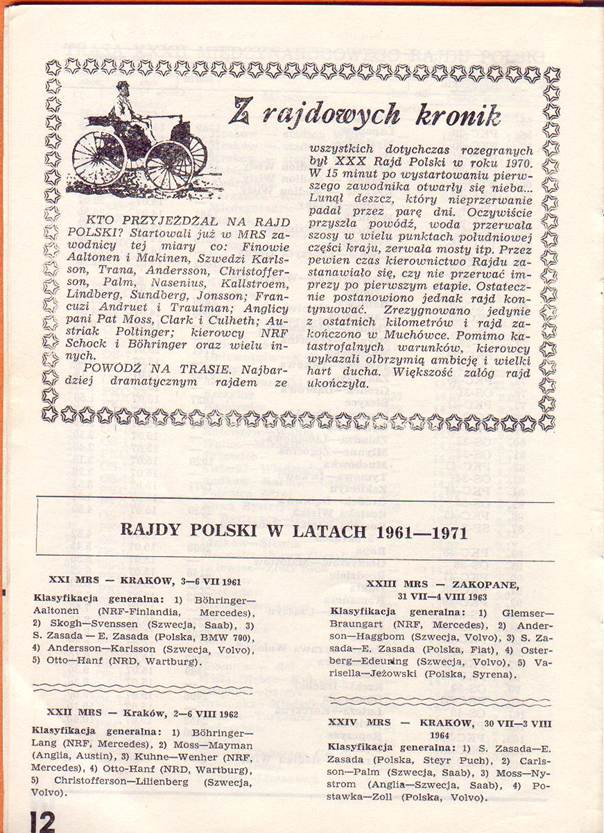 Z rajdowych kronik
KTO PRZYJEŻDŻAŁ NA RAJD
POLSKI? Startowali już w MRS za-
wodnicy tej miary co: Finowie
Aaltonen i Makinen, Szwedzi Karls-
son, Trana, Andersson, Christoffer-
son, Palm, Nasenius, Kallstroem,
Lindberg, Sundberg, Jonsson; Fran-
cuzi Andruet i Trautman; Anglicy
pani Pat Moss, Clark i Culheth; Au-
striak Poltinger; kierowcy NRF
Schock i Böhringer oraz wielu in-
nych.
POWÓDŹ NA TRASIE. Najbar-
dziej dramatycznym rajdem ze
wszystkich dotychczas rozegranych
był XXX Rajd Polski w roku 1970.
W 15 minut po wystartowaniu pierw-
szego zawodnika otwarły się nieba...
Lunął deszcz, który nieprzerwanie
padał przez parę dni. Oczywiście
przyszła powódź, woda przerwała
szosy w wielu punktach południowej
części kraju, zerwała mosty itp. Przez
pewien czas kierownictwo Rajdu za-
stanawiało się, czy nie przerwać im-
prezy po pierwszym etapie. Ostatecz-
nie postanowiono jednak rajd kon-
tynuować. Zrezygnowano jedynie
z ostatnich kilometrów i rajd za-
kończono w Muchówce. Pomimo ka-
tastrofalnych warunków, kierowcy
wykazali olbrzymią ambicję i wielki
hart ducha. Większość załóg rajd
ukończyła.
RAJDY POLSKI W LATACH 1961—1971
XXI MRS — KRAKÓW, 3—6 VII 1961
Klasyfikacja generalna: 1) Böhringer—
Aaltonen (NRF-Finlandia, Mercedes),
2) Skogh—Svenssen (Szwecja, Saab), 3)
S. Zasada — E. Zasada (Polska, BMW 700),
4) Andersson—Karlsson (Szwecja, Volvo),
5) Otto—Hanf (NRD, Wartburg).
XXII MRS — Kraków, 2—6 VIII 1962
Klasyfikacja generalna: 1) Böhringer—
Lang (NRF, Mercedes), 2) Moss—Mayman
(Anglia, Austin), 3) Kuhne—Wenher (NRF,
Mercedes), 4) Otto-Hanf (NRD, Wartburg),
5) Christofferson—Lilienberg (Szwecja,
Volvo).
XXIII MRS — ZAKOPANE,
31 VII—4 VIII 1963
Klasyfikacja generalna: 1) Glemser—
Braungart (NRF, Mercedes), 2) Ander-
son—Haggbom (Szwecja, Volvo), 3) S. Za-
sada—E. Zasada (Polska, Fiat), 4) Oster-
berg—Edeuning (Szwecja, Volvo), 5) Va-
risella—Jeżowski (Polska, Syrena).
XXIV MRS — KRAKÓW, 30 VII—3 VIII
1964
Klasyfikacja generalna: 1) S. Zasada—E.
Zasada (Polska, Steyr Puch), 2) Carls-
son—Palm (Szwecja, Saab), 3) Moss—Ny-
strom (Anglia—Szwecja, Saab), 4) Po-
stawka—Zoll (Polska, Volvo).
12